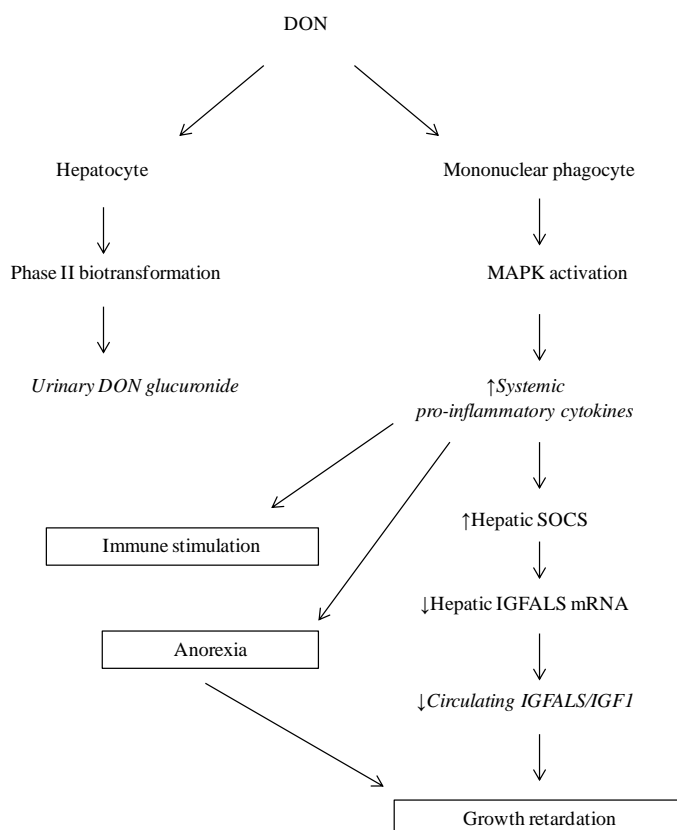 DON
Hepatocyte
Mononuclear phagocyte
Phase II biotransformation
MAPK activation
Urinary DON glucuronide
↑Systemic
pro-inflammatory cytokines
↑Hepatic SOCS
Immune stimulation
↓Hepatic IGFALS mRNA
Anorexia
↓Circulating IGFALS/IGF1
Growth retardation